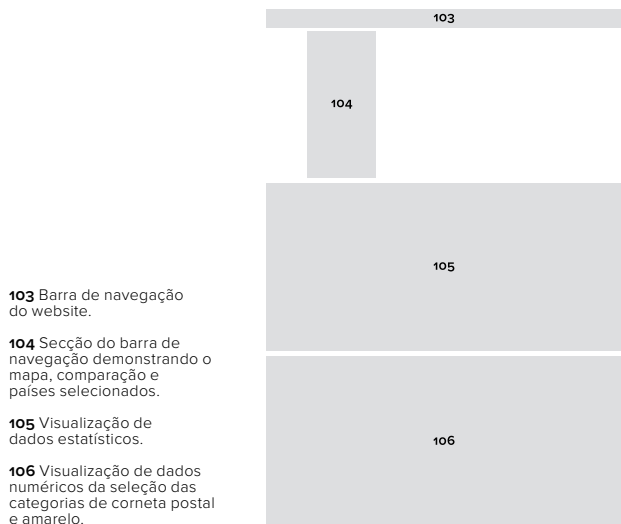 103
104
105
106
103 Barra de navegação
do website.
104 Secção do barra de
navegação demonstrando o
mapa, comparação e
países selecionados.
105 Visualização de
dados estatísticos.
106 Visualização de dados
numéricos da seleção das
categorias de corneta postal
e amarelo.